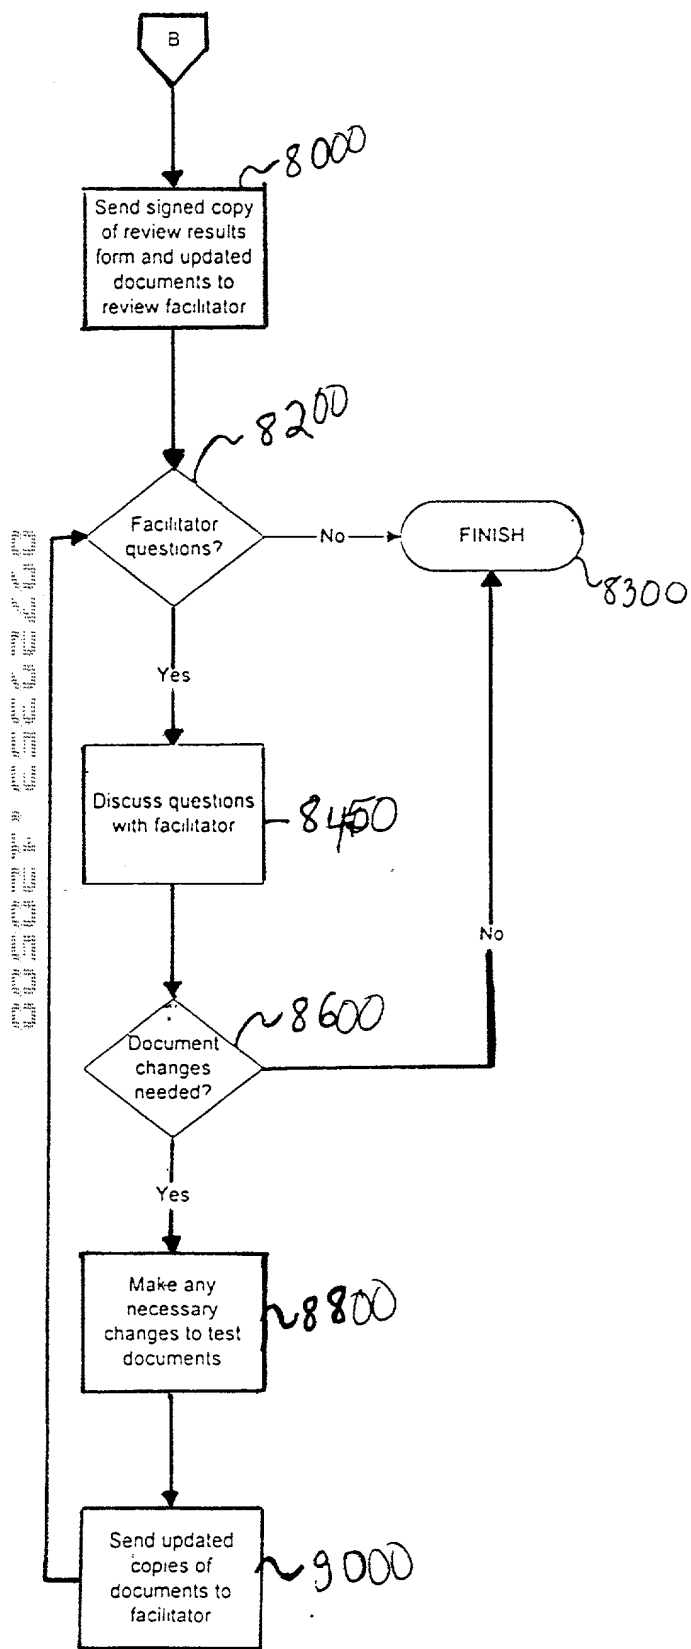 B
8000
Send signed copy
of review results
form and updated
documents to
review facilitator
8200
Facilitator
questions?
No
FINISH
8300
Yes
Discuss questions
with facilitator
8450
No
8600
Document
changes
needed?
Yes
Make any
necessary
changes to test
documents
8800
Send updated
copies of
documents to
facilitator
9000